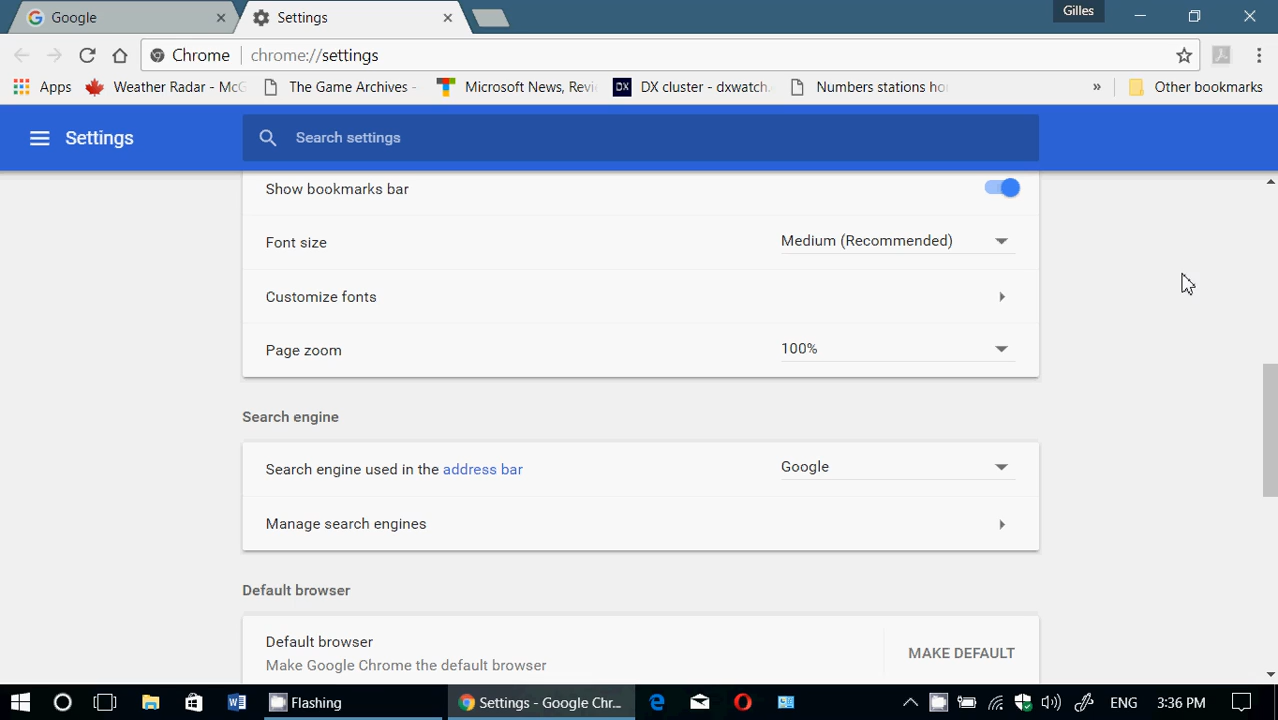 Google
Settings
Gilles
Chrome
chrome://settings
Apps
Weather Radar - McG
The Game Archives -
Microsoft News, Revi
DX
DX cluster - dxwatch.
Numbers stations ho
»
Other bookmarks
Settings
Search settings
Show bookmarks bar
Font size
Medium (Recommended)
Customize fonts
Page zoom
100%
Search engine
Search engine used in the address bar
Google
Manage search engines
Default browser
Default browser
Make Google Chrome the default browser
MAKE DEFAULT
Flashing
Settings - Google Chr...
ENG
3:36 PM